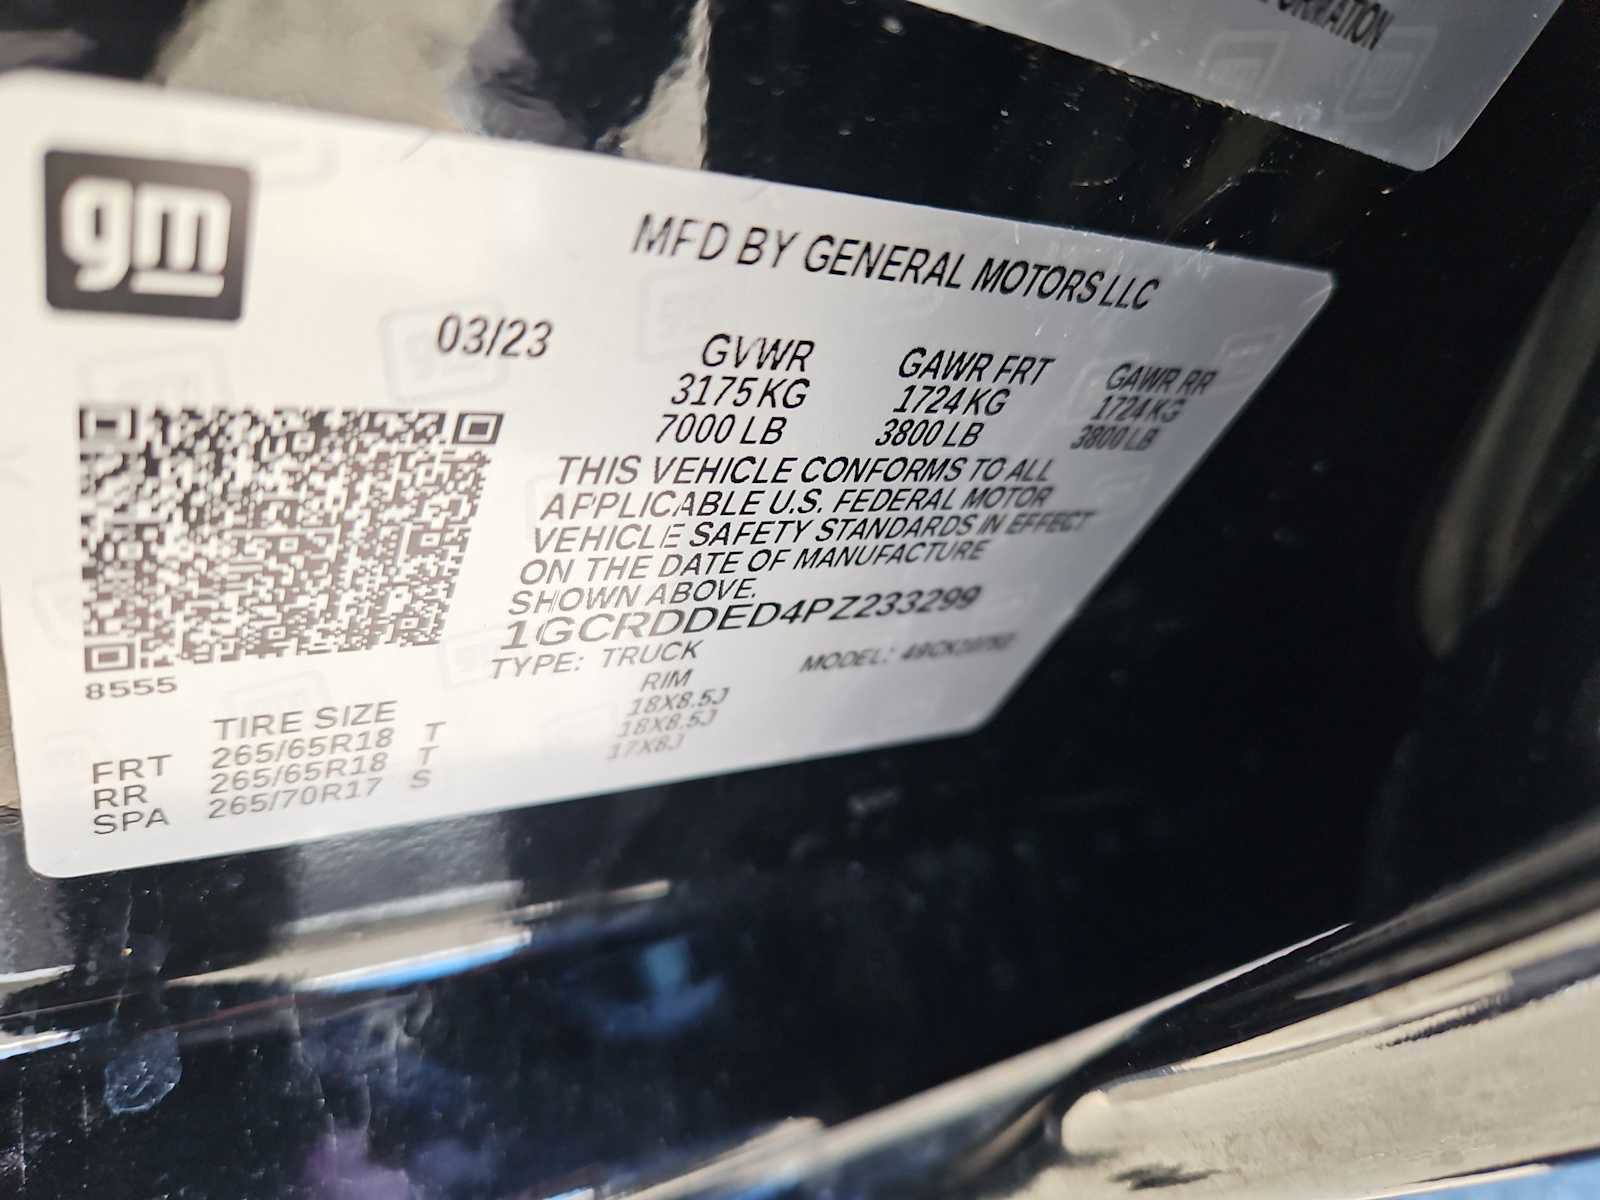 gm
MFD BY GENERAL MOTORS LLC
03/23
GVWR GAWR FRT GAWR RR
3175 KG 1724 KG 1724 KG
7000 LB 3800 LB 3800 LB
THIS VEHICLE CONFORMS TO ALL
APPLICABLE U.S. FEDERAL MOTOR
VEHICLE SAFETY STANDARDS IN EFFECT
ON THE DATE OF MANUFACTURE
SHOWN ABOVE.
1GCRDDED4PZ233299
TYPE: TRUCK MODEL:
8555
TIRE SIZE RIM
FRT 265/65R18 T 18X8.5J
RR 265/65R18 T 18X8.5J
SPA 265/70R17 S 17X8J